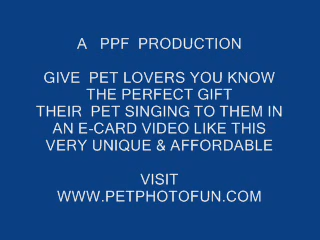 A PPF PRODUCTION
GIVE PET LOVERS YOU KNOW
THE PERFECT GIFT
THEIR PET SINGING TO THEM IN
AN E-CARD VIDEO LIKE THIS
VERY UNIQUE & AFFORDABLE
VISIT
WWW.PETPHOTOFUN.COM